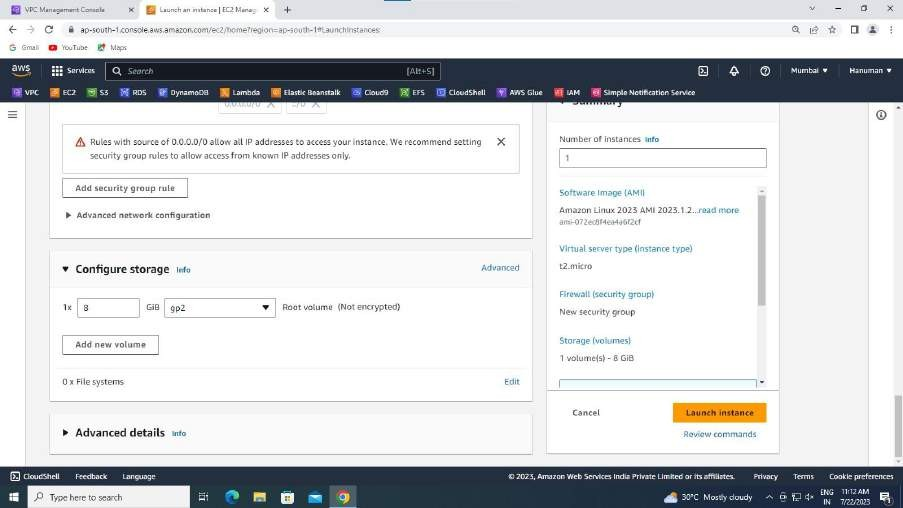 VPC Management Console
Launch an instance | EC2 Manag
ap-south-1.console.aws.amazon.com/ec2/home?region=ap-south-1#LaunchInstances:
Gmail YouTube Maps
aws Services Search [Alt+S] Mumbai Hanuman
VPC EC2 S3 RDS DynamoDB Lambda Elastic Beanstalk Cloud9 EFS CloudShell AWS Glue IAM Simple Notification Service
0.0.0.0/0
Rules with source of 0.0.0.0/0 allow all IP addresses to access your instance. We recommend setting
security group rules to allow access from known IP addresses only.
Add security group rule
Advanced network configuration
Configure storage Info Advanced
1x 8 GiB gp2 Root volume (Not encrypted)
Add new volume
0 x File systems Edit
Advanced details Info
Summary
Number of instances Info
1
Software Image (AMI)
Amazon Linux 2023 AMI 2023.1.2...read more
ami-072ec8f4ea4a6f2cf
Virtual server type (instance type)
t2.micro
Firewall (security group)
New security group
Storage (volumes)
1 volume(s) - 8 GiB
Cancel Launch instance
Review commands
CloudShell Feedback Language © 2023, Amazon Web Services India Private Limited or its affiliates. Privacy Terms Cookie preferences
Type here to search 30°C Mostly cloudy ENG 11:12 AM
IN 7/22/2023 1